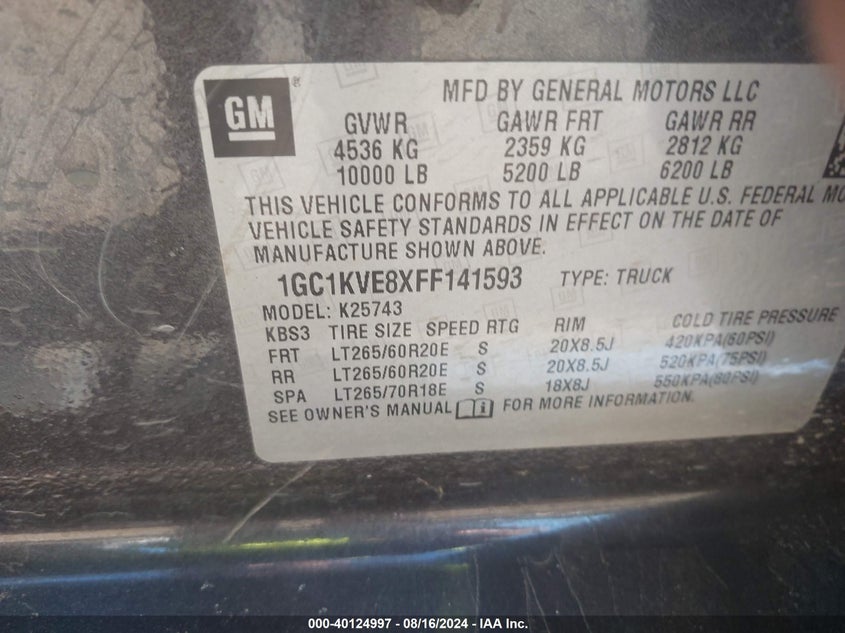 GM ®
MFD BY GENERAL MOTORS LLC
GVWR GAWR FRT GAWR RR
4536 KG 2359 KG 2812 KG
10000 LB 5200 LB 6200 LB
THIS VEHICLE CONFORMS TO ALL APPLICABLE U.S. FEDERAL MO
VEHICLE SAFETY STANDARDS IN EFFECT ON THE DATE OF
MANUFACTURE SHOWN ABOVE.
1GC1KVE8XFF141593 TYPE: TRUCK
MODEL: K25743
KBS3 TIRE SIZE SPEED RTG RIM COLD TIRE PRESSURE
FRT LT265/60R20E S 20X8.5J 420KPA(60PSI)
RR LT265/60R20E S 20X8.5J 520KPA(75PSI)
SPA LT265/70R18E S 18X8J 550KPA(80PSI)
SEE OWNER'S MANUAL FOR MORE INFORMATION.
000-40124997 - 08/16/2024 - IAA Inc.